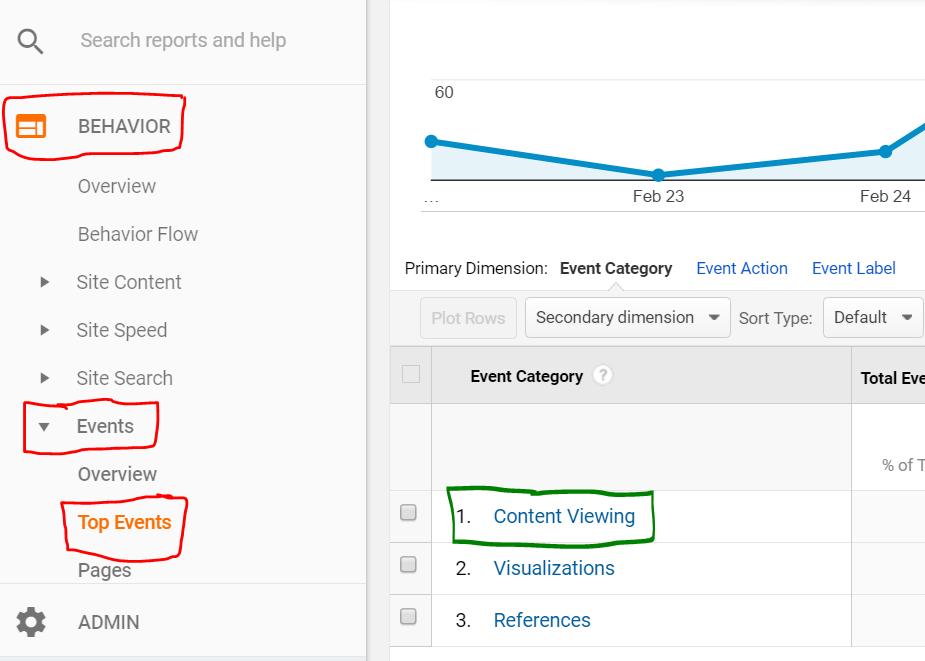 Search reports and help
BEHAVIOR
Overview
Behavior Flow
Site Content
Site Speed
Site Search
Events
Overview
Top Events
Pages
ADMIN
60
...
Feb 23
Feb 24
Primary Dimension: Event Category Event Action Event Label
Plot Rows Secondary dimension Sort Type: Default
Event Category ? Total Eve
% of T
1. Content Viewing
2. Visualizations
3. References